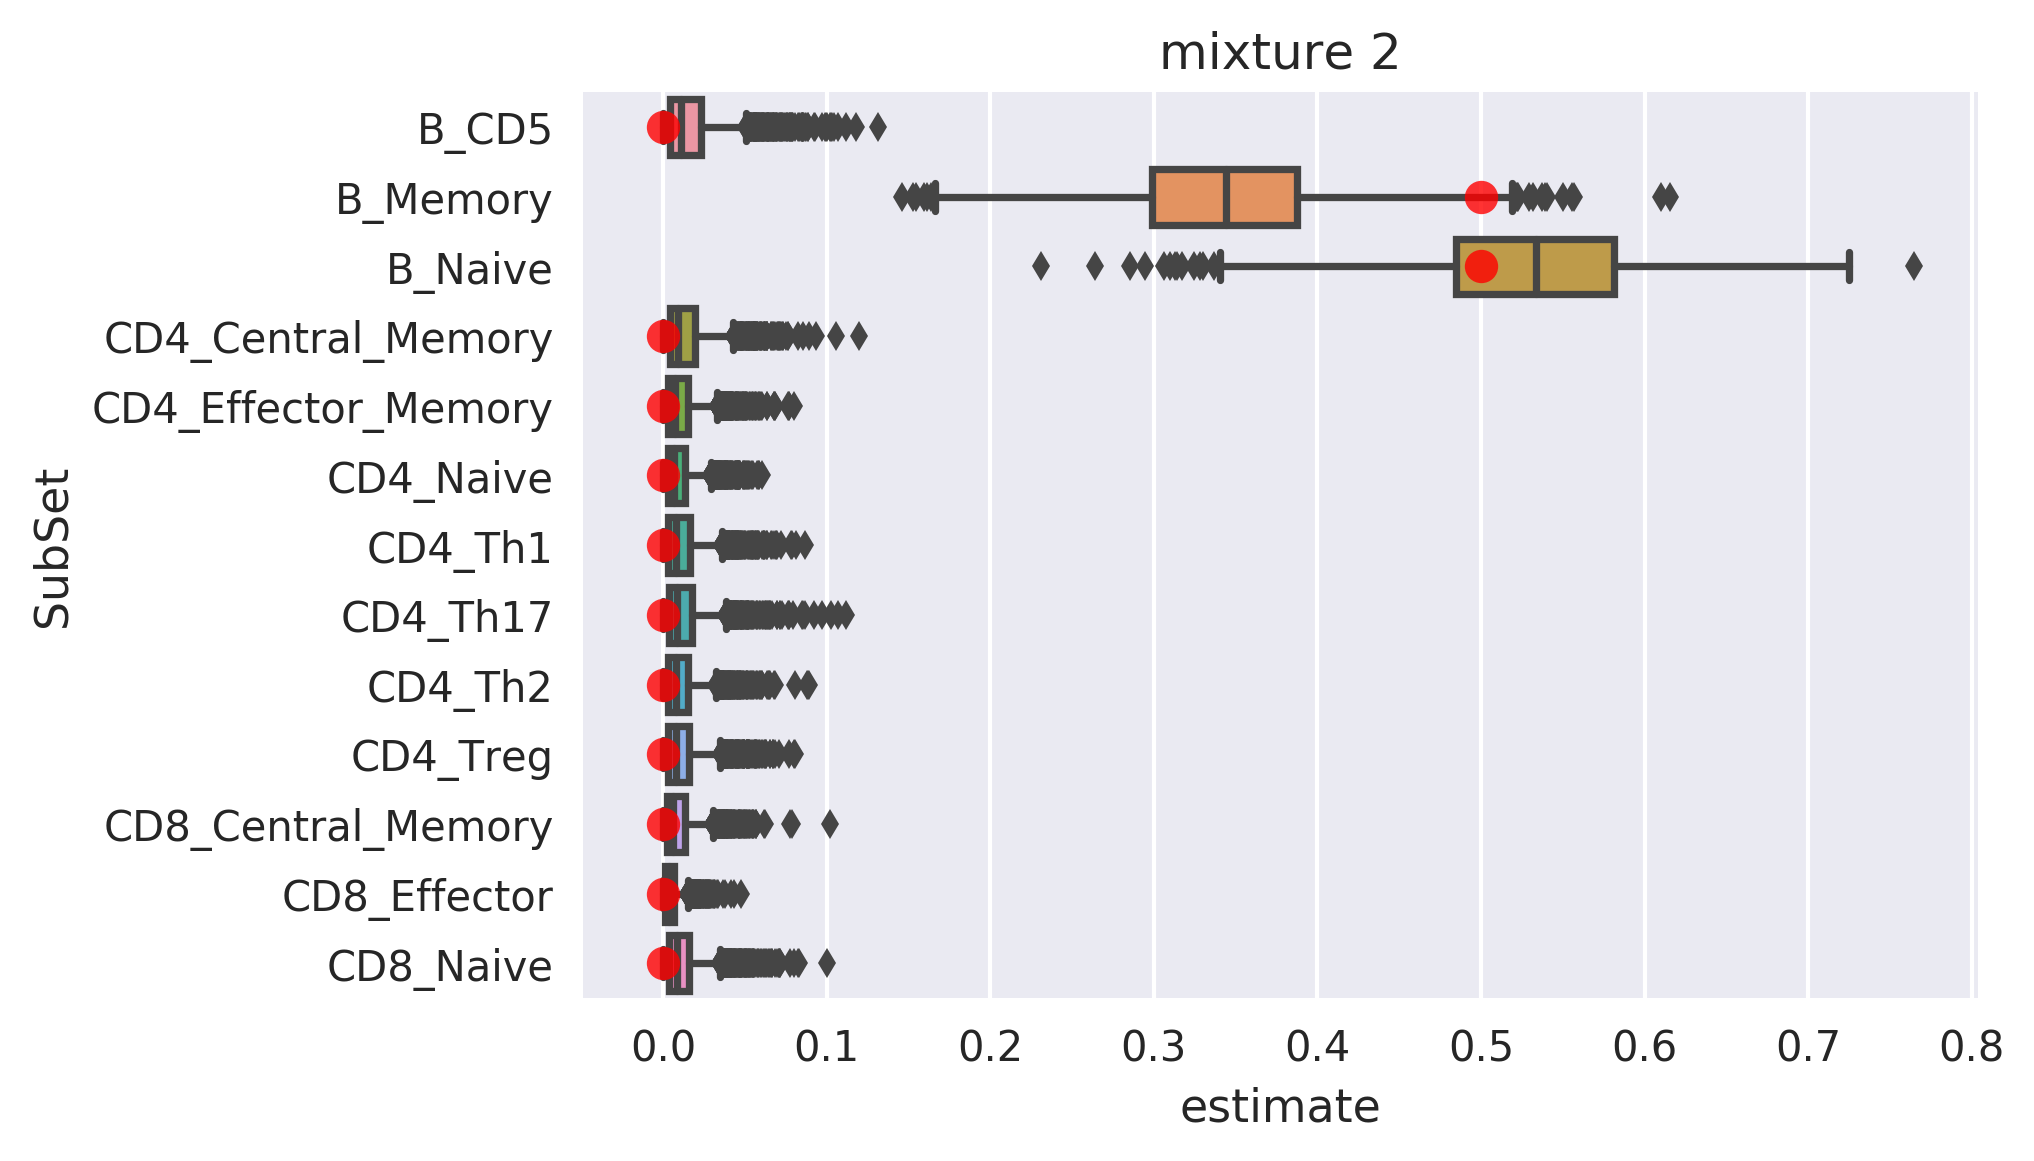 mixture 2
B_CD5
B_Memory
B_Naive
CD4_Central_Memory
CD4_Effector_Memory
CD4_Naive
CD4_Th1
CD4_Th17
CD4_Th2
CD4_Treg
CD8_Central_Memory
CD8_Effector
CD8_Naive
SubSet
0.0 0.1 0.2 0.3 0.4 0.5 0.6 0.7 0.8
estimate